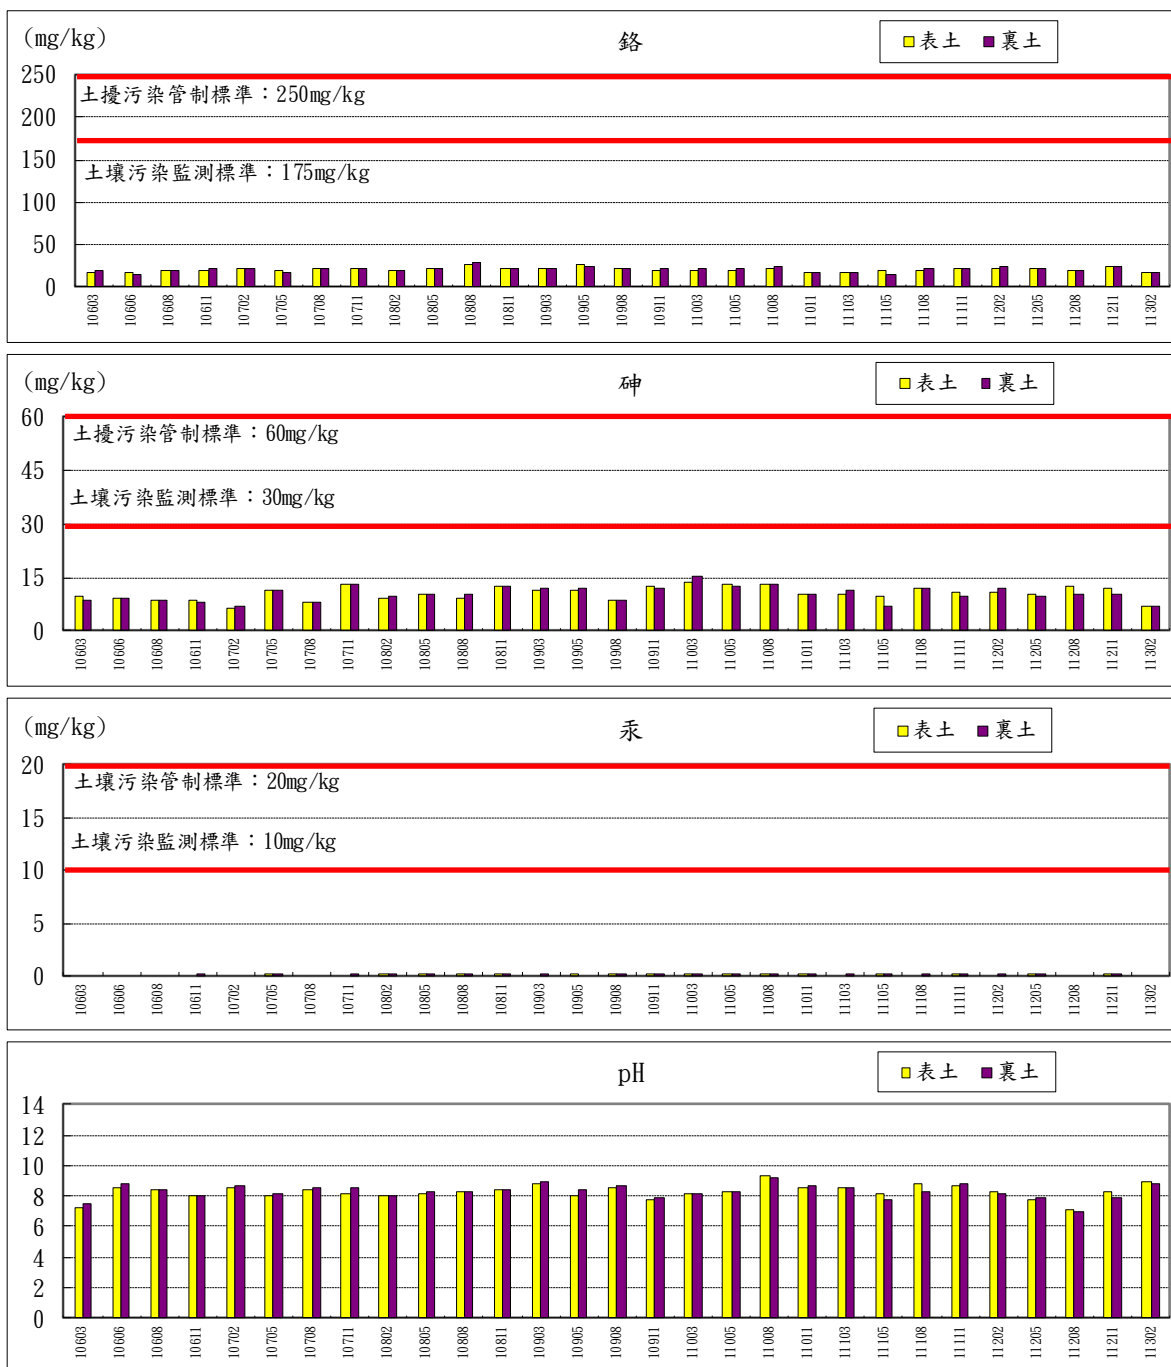 (mg/kg)
鉻
表土 裏土
250
土擾污染管制標準：250mg/kg
200
150
土壤污染監測標準：175mg/kg
100
50
0
10603 10606 10608 10611 10702 10705 10708 10711 10802 10805 10808 10811 10903 10905 10908 10911 11003 11005 11008 11011 11103 11105 11108 11111 11202 11205 11208 11211 11302
(mg/kg)
砷
表土 裏土
60
土擾污染管制標準：60mg/kg
45
土壤污染監測標準：30mg/kg
30
15
0
10603 10606 10608 10611 10702 10705 10708 10711 10802 10805 10808 10811 10903 10905 10908 10911 11003 11005 11008 11011 11103 11105 11108 11111 11202 11205 11208 11211 11302
(mg/kg)
汞
表土 裏土
20
土壤污染管制標準：20mg/kg
15
土壤污染監測標準：10mg/kg
10
5
0
10603 10606 10608 10611 10702 10705 10708 10711 10802 10805 10808 10811 10903 10905 10908 10911 11003 11005 11008 11011 11103 11105 11108 11111 11202 11205 11208 11211 11302
pH
表土 裏土
14
12
10
8
6
4
2
0
10603 10606 10608 10611 10702 10705 10708 10711 10802 10805 10808 10811 10903 10905 10908 10911 11003 11005 11008 11011 11103 11105 11108 11111 11202 11205 11208 11211 11302